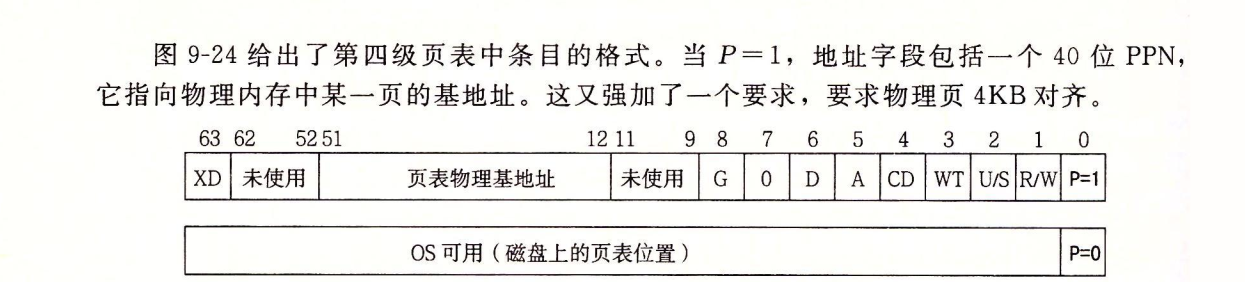 图 9-24 给出了第四级页表中条目的格式。当 P=1，地址字段包括一个 40 位 PPN，
它指向物理内存中某一页的基地址。这又强加了一个要求，要求物理页 4KB 对齐。
63 62 52 51 12 11 9 8 7 6 5 4 3 2 1 0
XD 未使用 页表物理基地址 未使用 G 0 D A CD WT U/S R/W P=1
OS 可用（磁盘上的页表位置） P=0